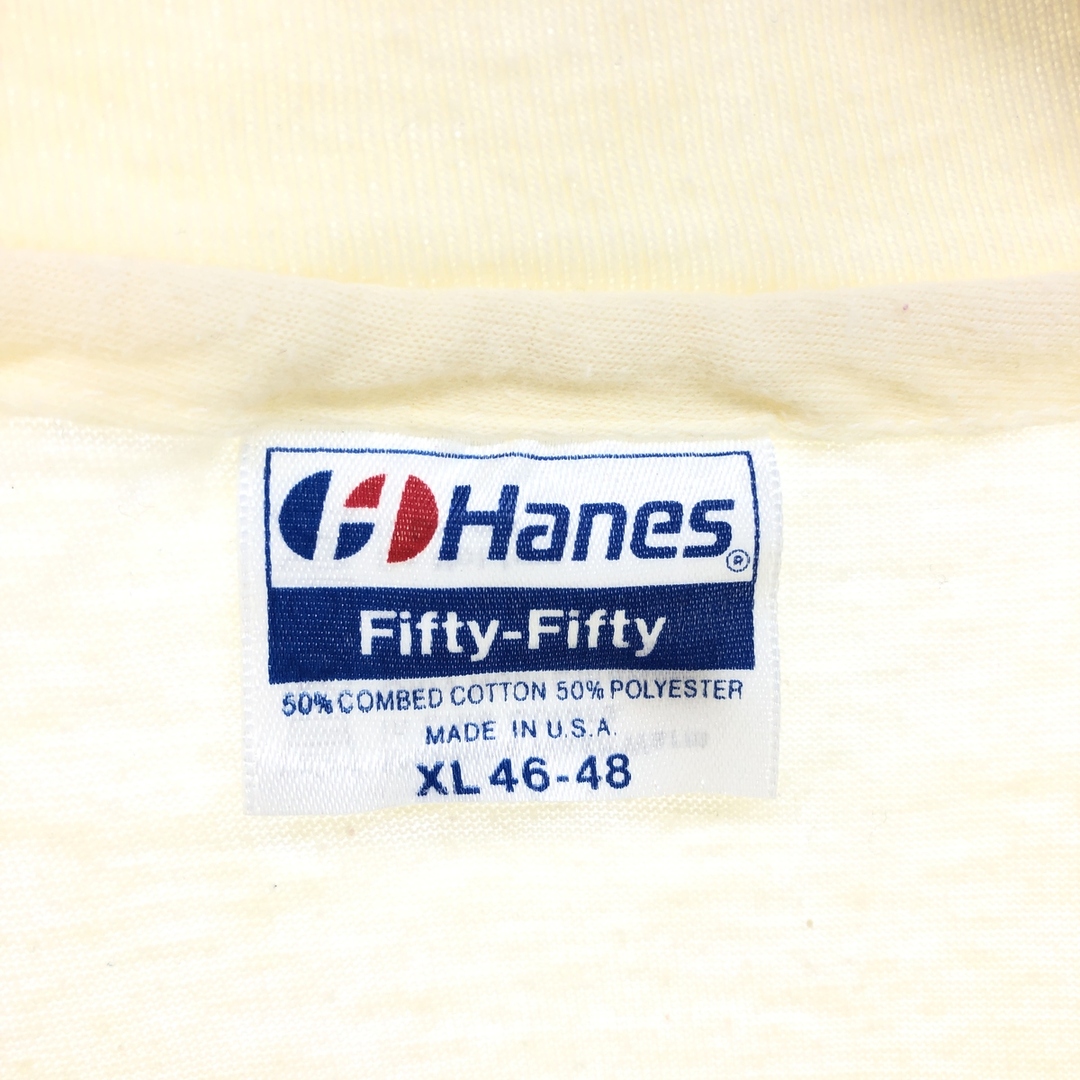 H Hanes®
Fifty-Fifty
50% COMBED COTTON 50% POLYESTER
MADE IN U.S.A.
XL 46-48